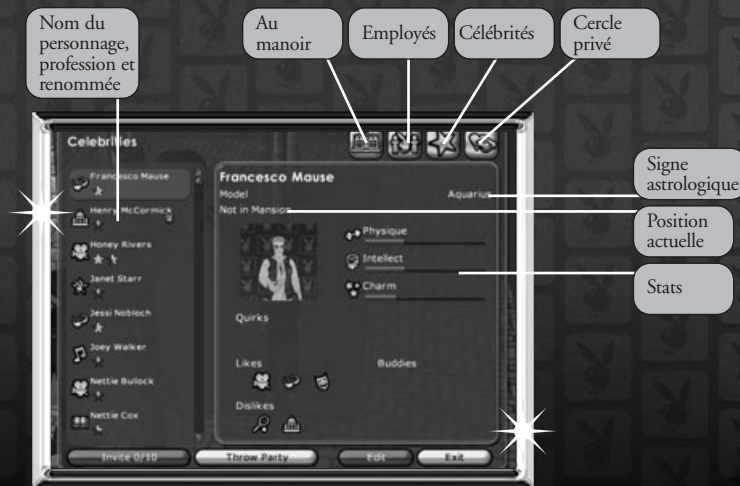 Nom du
personnage,
profession et
renommée
Au
manoir
Employés
Célébrités
Cercle
privé
Celebrities
Francesco Mause
Henry McCormick
Honey Rivers
Janet Starr
Jessi Nobloch
Joey Walker
Nettie Bullock
Nettie Cox
Francesco Mause
Model
Aquarius
Not in Mansion
Physique
Intellect
Charm
Quirks
Likes
Buddies
Dislikes
Invite 0/10
Throw Party
Edit
Exit
Signe
astrologique
Position
actuelle
Stats